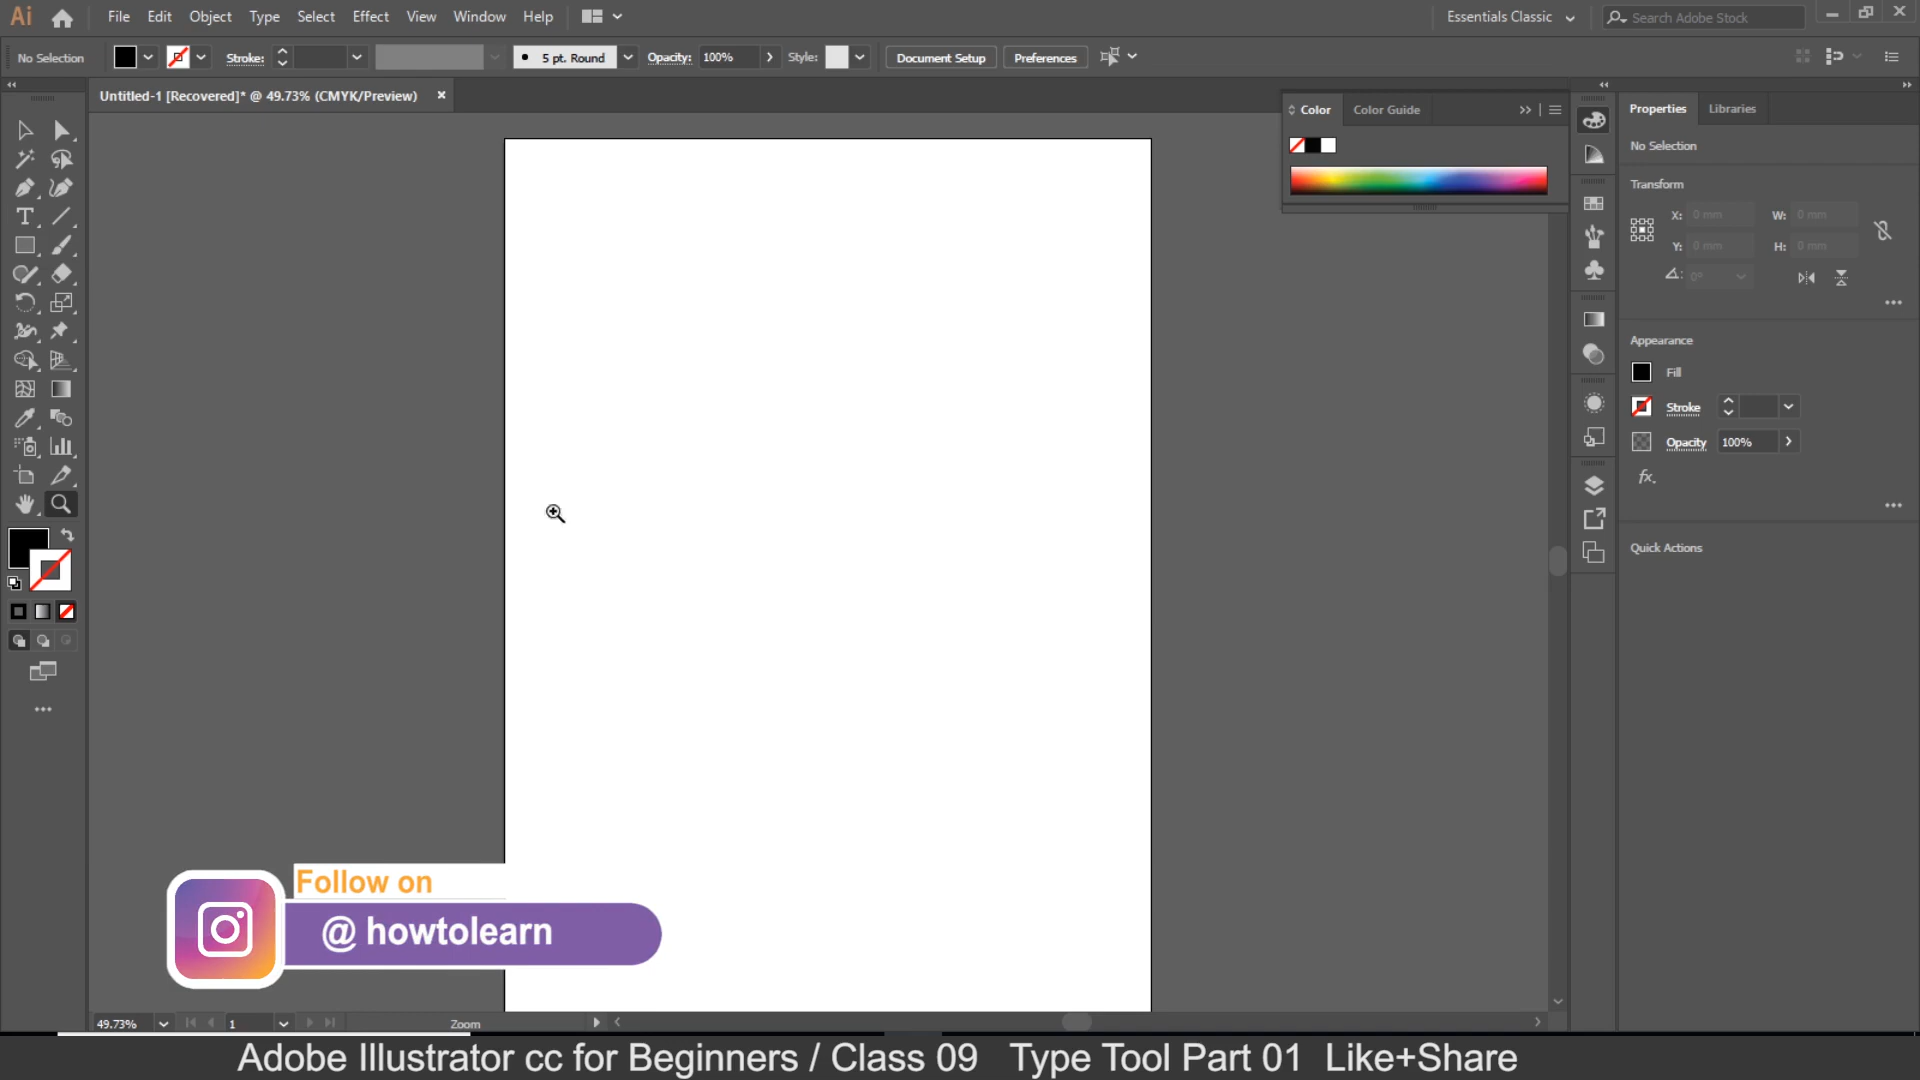 Ai File Edit Object Type Select Effect View Window Help Essentials Classic Search Adobe Stock
No Selection Stroke: 5 pt. Round Opacity: 100% Style: Document Setup Preferences
Untitled-1 [Recovered]* @ 49.73% (CMYK/Preview) ×
Color Color Guide
Properties Libraries
No Selection
Transform
X: 0 mm W: 0 mm
Y: 0 mm H: 0 mm
0°
Appearance
Fill
Stroke
Opacity 100%
fx.
Quick Actions
Follow on
@ howtolearn
49.73% 1 Zoom
Adobe Illustrator cc for Beginners / Class 09 Type Tool Part 01 Like+Share